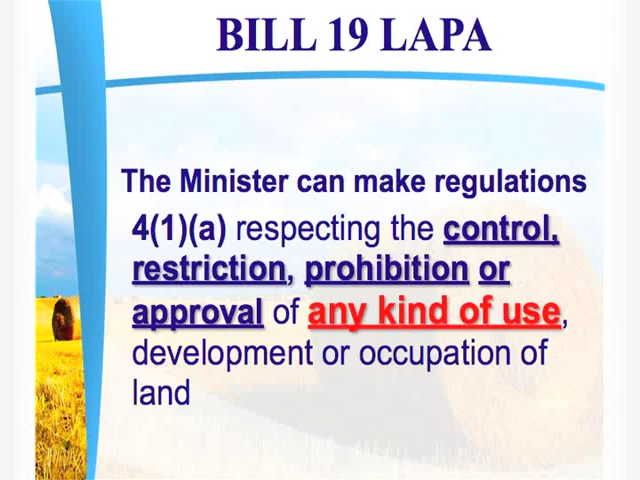 BILL 19 LAPA
The Minister can make regulations
4(1)(a) respecting the control,
restriction, prohibition or
approval of any kind of use,
development or occupation of
land